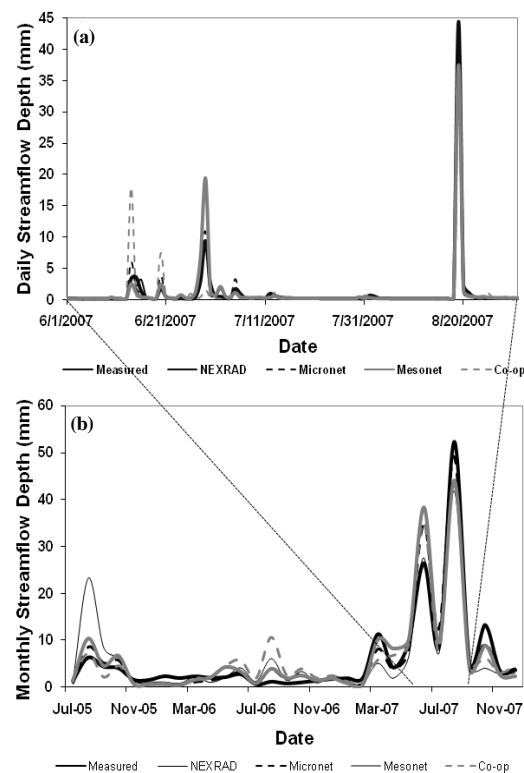 (a)
Daily Streamflow Depth (mm)
45
40
35
30
25
20
15
10
5
0
6/1/2007 6/21/2007 7/11/2007 7/31/2007 8/20/2007
Date
Measured NEXRAD Micronet Mesonet Co-op
(b)
Monthly Streamflow Depth (mm)
60
50
40
30
20
10
0
Jul-05 Nov-05 Mar-06 Jul-06 Nov-06 Mar-07 Jul-07 Nov-07
Date
Measured NEXRAD Micronet Mesonet Co-op